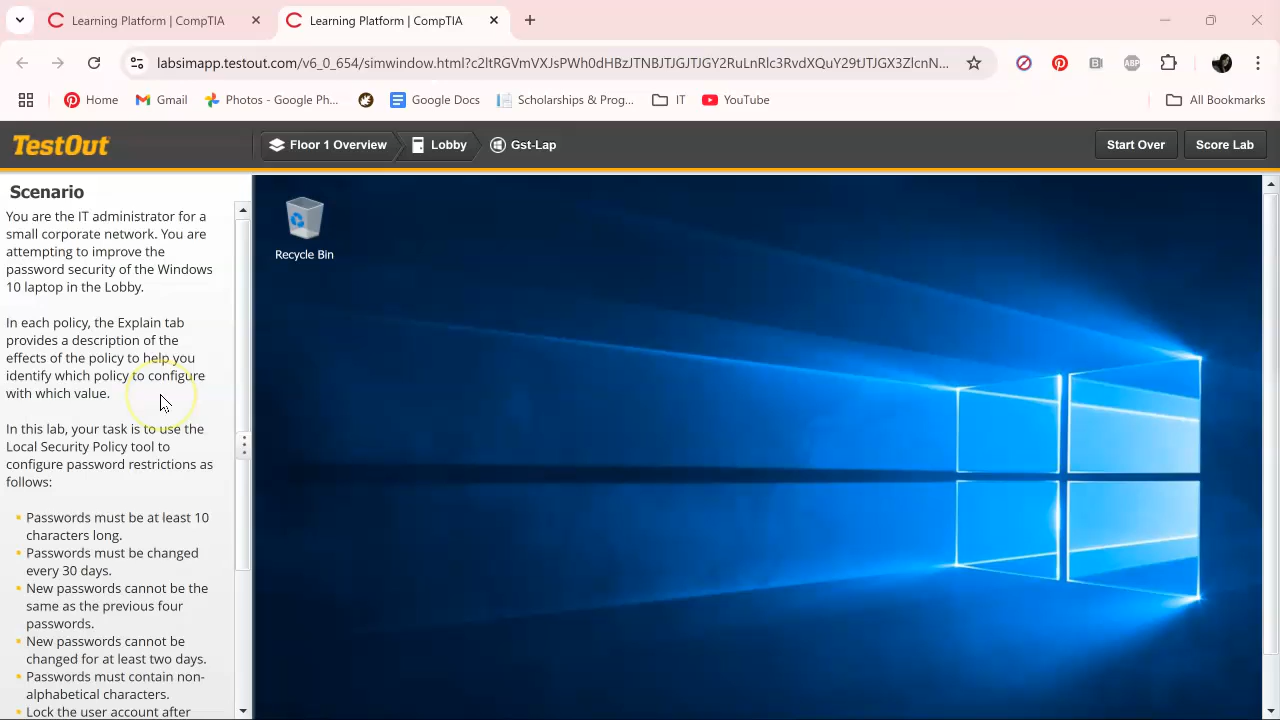 Learning Platform | CompTIA
Learning Platform | CompTIA
labsimapp.testout.com/v6_0_654/simwindow.html?c2ltRGVmVXJsPWh0dHBzJTNBJTJGJTJGY2RuLnRlc3RvdXQuY29tJTJGX3ZlcnN...
Home
Gmail
Photos - Google Ph...
Google Docs
Scholarships & Prog...
IT
YouTube
All Bookmarks
TestOut
Floor 1 Overview
Lobby
Gst-Lap
Start Over
Score Lab
Scenario
You are the IT administrator for a
small corporate network. You are
attempting to improve the
password security of the Windows
10 laptop in the Lobby.
In each policy, the Explain tab
provides a description of the
effects of the policy to help you
identify which policy to configure
with which value.
In this lab, your task is to use the
Local Security Policy tool to
configure password restrictions as
follows:
Passwords must be at least 10
characters long.
Passwords must be changed
every 30 days.
New passwords cannot be the
same as the previous four
passwords.
New passwords cannot be
changed for at least two days.
Passwords must contain non-
alphabetical characters.
Lock the user account after
Recycle Bin
ABP